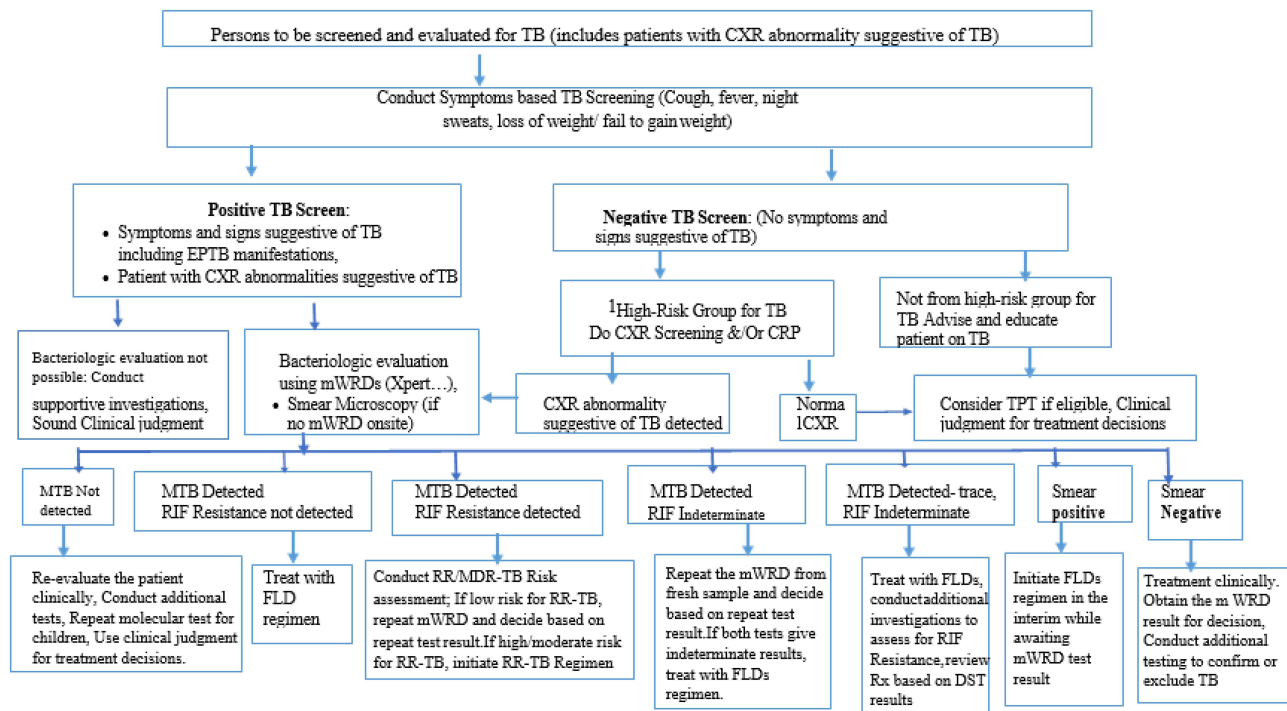 Persons to be screened and evaluated for TB (includes patients with CXR abnormality suggestive of TB)
Conduct Symptoms based TB Screening (Cough, fever, night
sweats, loss of weight/ fail to gain weight)
Positive TB Screen:
• Symptoms and signs suggestive of TB
including EPTB manifestations,
• Patient with CXR abnormalities suggestive of TB
Negative TB Screen: (No symptoms and
signs suggestive of TB)
1High-Risk Group for TB
Do CXR Screening &/Or CRP
Not from high-risk group for
TB Advise and educate
patient on TB
Bacteriologic evaluation not
possible: Conduct
supportive investigations,
Sound Clinical judgment
Bacteriologic evaluation
using mWRDs (Xpert…),
• Smear Microscopy (if
no mWRD onsite)
CXR abnormality
suggestive of TB detected
Norma
lCXR
Consider TPT if eligible, Clinical
judgment for treatment decisions
MTB Not
detected
MTB Detected
RIF Resistance not detected
MTB Detected
RIF Resistance detected
MTB Detected
RIF Indeterminate
MTB Detected- trace,
RIF Indeterminate
Smear
positive
Smear
Negative
Re-evaluate the patient
clinically, Conduct additional
tests, Repeat molecular test for
children, Use clinical judgment
for treatment decisions.
Treat with
FLD
regimen
Conduct RR/MDR-TB Risk
assessment; If low risk for RR-TB,
repeat mWRD and decide based on
repeat test result.If high/moderate risk
for RR-TB, initiate RR-TB Regimen
Repeat the mWRD from
fresh sample and decide
based on repeat test
result.If both tests give
indeterminate results,
treat with FLDs
regimen.
Treat with FLDs,
conductadditional
investigations to
assess for RIF
Resistance,review
Rx based on DST
results
Initiate FLDs
regimen in the
interim while
awaiting
mWRD test
result
Treatment clinically.
Obtain the m WRD
result for decision,
Conduct additional
testing to confirm or
exclude TB